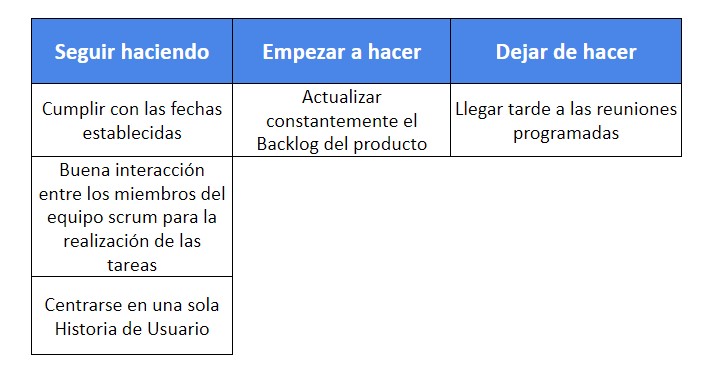 Seguir haciendo
Empezar a hacer
Dejar de hacer
Cumplir con las fechas
establecidas
Actualizar
constantemente el
Backlog del producto
Llegar tarde a las reuniones
programadas
Buena interacción
entre los miembros del
equipo scrum para la
realización de las
tareas
Centrarse en una sola
Historia de Usuario